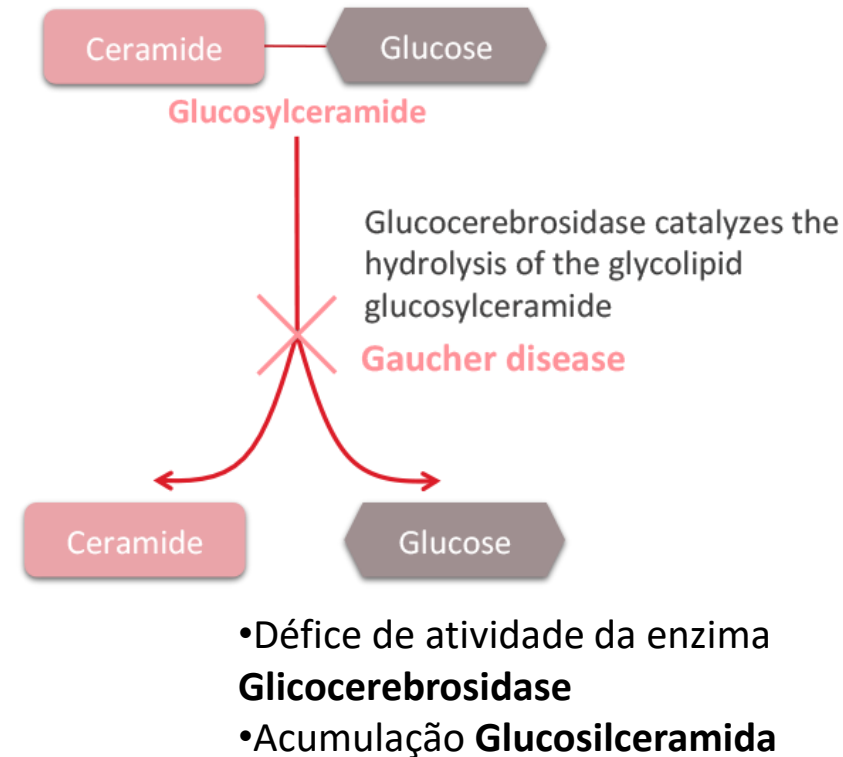 Ceramide
Glucose
Glucosylceramide
Glucocerebrosidase catalyzes the
hydrolysis of the glycolipid
glucosylceramide
Gaucher disease
Ceramide
Glucose
•Défice de atividade da enzima
Glicocerebrosidase
•Acumulação Glucosilceramida